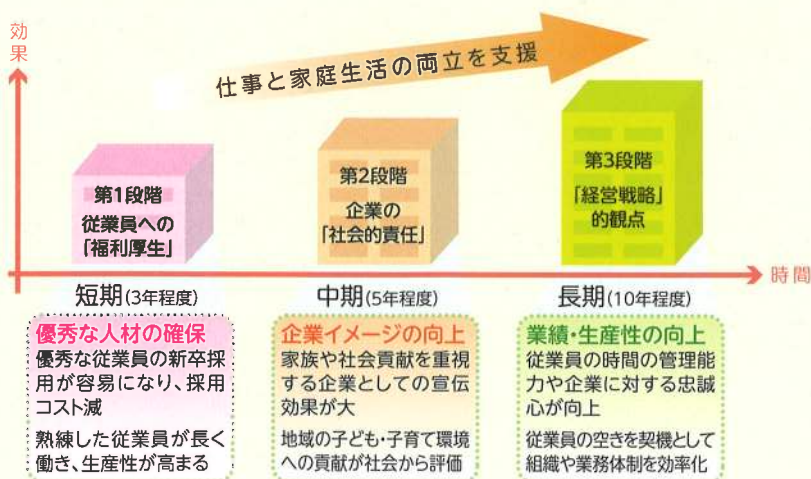 効
果
仕事と家庭生活の両立を支援
第1段階
従業員への
「福利厚生」
第2段階
企業の
「社会的責任」
第3段階
「経営戦略」
的観点
時間
短期(3年程度)
中期(5年程度)
長期(10年程度)
優秀な人材の確保
優秀な従業員の新卒採
用が容易になり、採用
コスト減
熟練した従業員が長く
働き、生産性が高まる
企業イメージの向上
家族や社会貢献を重視
する企業としての宣伝
効果が大
地域の子ども・子育て環境
への貢献が社会から評価
業績・生産性の向上
従業員の時間の管理能
力や企業に対する忠誠
心が向上
従業員の空きを契機として
組織や業務体制を効率化